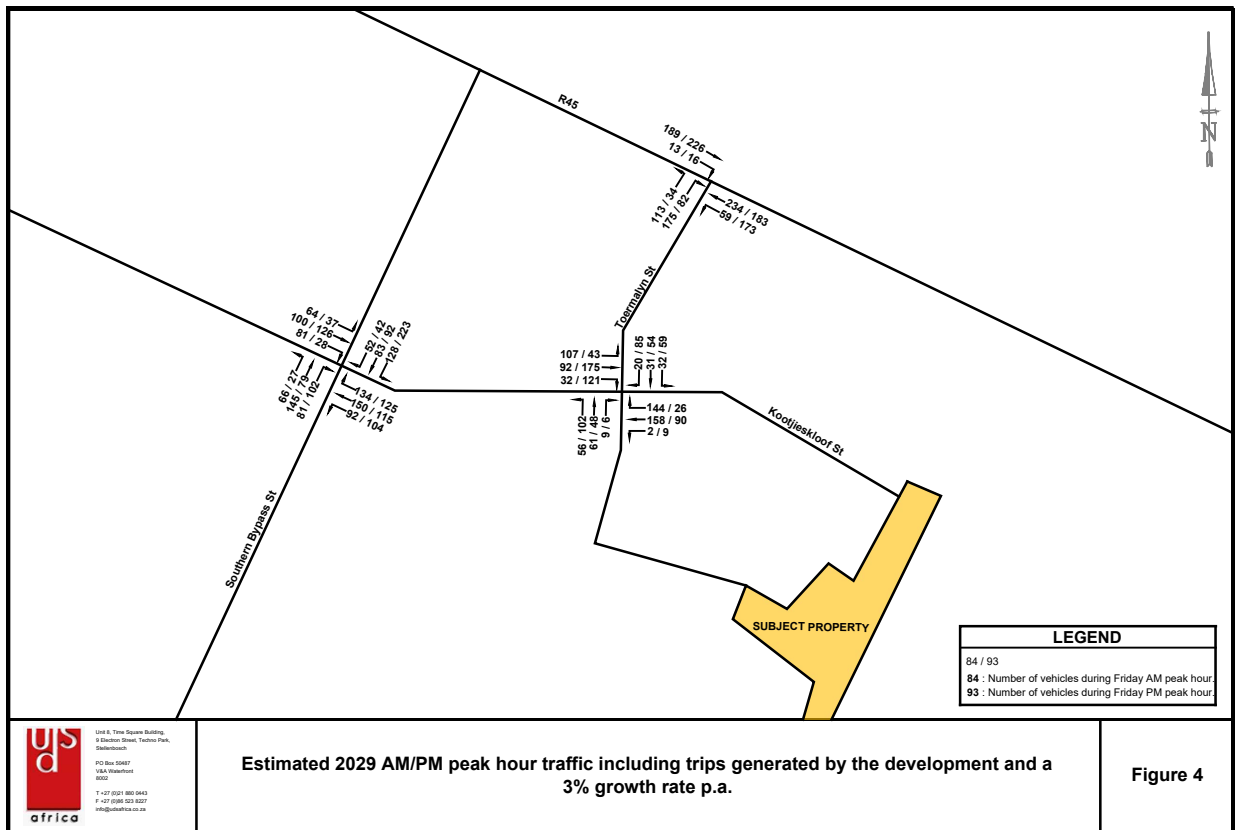 R45
N
189 / 226
13 / 16
113 / 34
175 / 82
234 / 183
59 / 173
Toermalyn St
64 / 37
100 / 126
81 / 28
52 / 42
83 / 92
128 / 223
66 / 27
145 / 79
81 / 102
134 / 125
150 / 115
92 / 104
107 / 43
92 / 175
32 / 121
20 / 85
31 / 54
32 / 59
56 / 102
61 / 48
9 / 6
144 / 26
158 / 90
2 / 9
Kootjieskloof St
Southern Bypass St
SUBJECT PROPERTY
LEGEND
84 / 93
84 : Number of vehicles during Friday AM peak hour.
93 : Number of vehicles during Friday PM peak hour.
uds
africa
Unit 8, Time Square Building,
9 Electron Street, Techno Park,
Stellenbosch
PO Box 50487
V&A Waterfront
8002
T +27 (0)21 880 0443
F +27 (0)86 523 8227
info@udsafrica.co.za
Estimated 2029 AM/PM peak hour traffic including trips generated by the development and a
3% growth rate p.a.
Figure 4